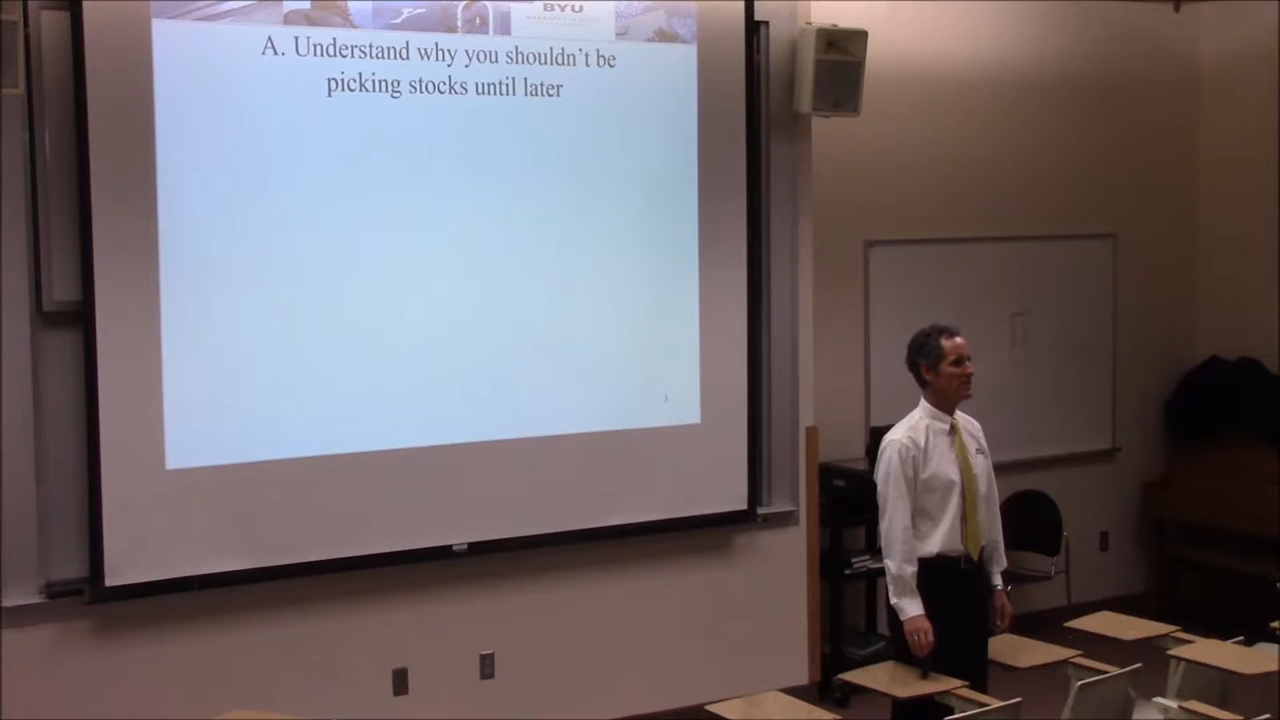 BYU
A. Understand why you shouldn't be
picking stocks until later
3